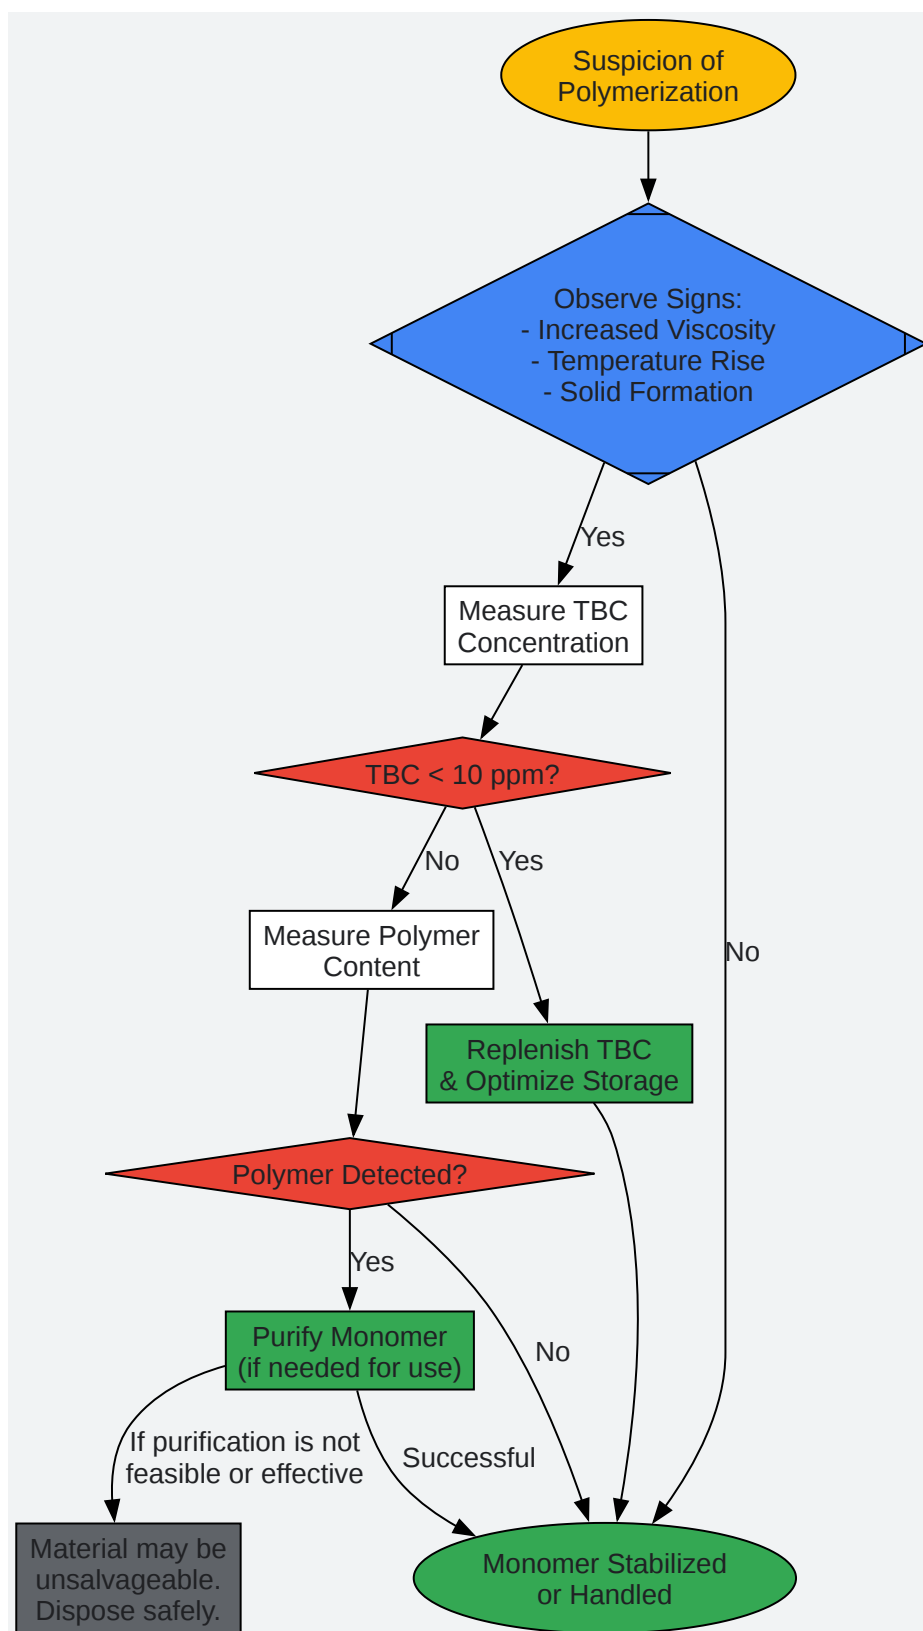 Suspicion of
Polymerization
Observe Signs:
- Increased Viscosity
- Temperature Rise
- Solid Formation
Yes
Measure TBC
Concentration
TBC < 10 ppm?
No
Yes
Measure Polymer
Content
No
Replenish TBC
& Optimize Storage
Polymer Detected?
Yes
Purify Monomer
(if needed for use)
No
If purification is not
feasible or effective
Successful
Material may be
unsalvageable.
Dispose safely.
Monomer Stabilized
or Handled